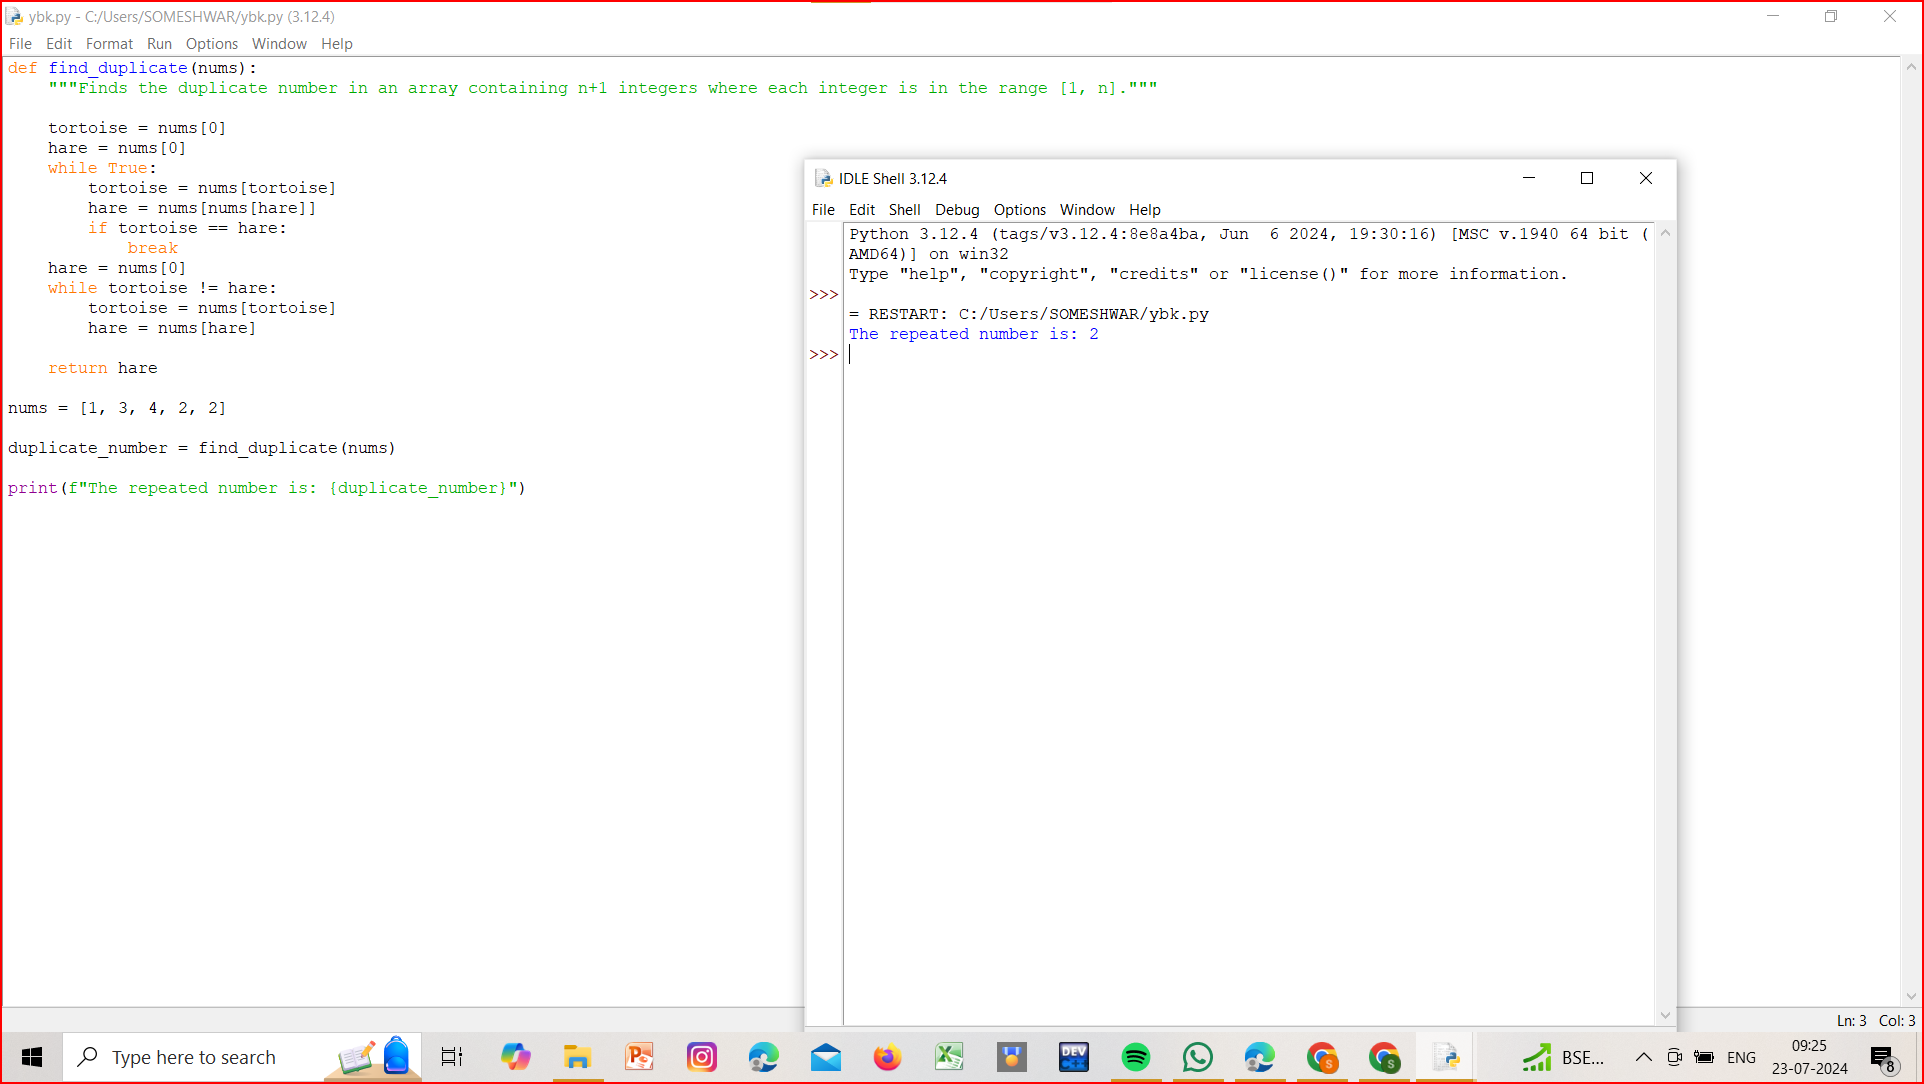 ybk.py - C:/Users/SOMESHWAR/ybk.py (3.12.4)
File Edit Format Run Options Window Help
def find_duplicate(nums):
    """Finds the duplicate number in an array containing n+1 integers where each integer is in the range [1, n]."""
    tortoise = nums[0]
    hare = nums[0]
    while True:
        tortoise = nums[tortoise]
        hare = nums[nums[hare]]
        if tortoise == hare:
            break
    hare = nums[0]
    while tortoise != hare:
        tortoise = nums[tortoise]
        hare = nums[hare]
    return hare
nums = [1, 3, 4, 2, 2]
duplicate_number = find_duplicate(nums)
print(f"The repeated number is: {duplicate_number}")
IDLE Shell 3.12.4
File Edit Shell Debug Options Window Help
Python 3.12.4 (tags/v3.12.4:8e8a4ba, Jun  6 2024, 19:30:16) [MSC v.1940 64 bit (
AMD64)] on win32
Type "help", "copyright", "credits" or "license()" for more information.
>>>
= RESTART: C:/Users/SOMESHWAR/ybk.py
The repeated number is: 2
>>>
Ln: 3 Col: 3
Type here to search
DEV
C++
S
S
BSE...
ENG
09:25
23-07-2024
8